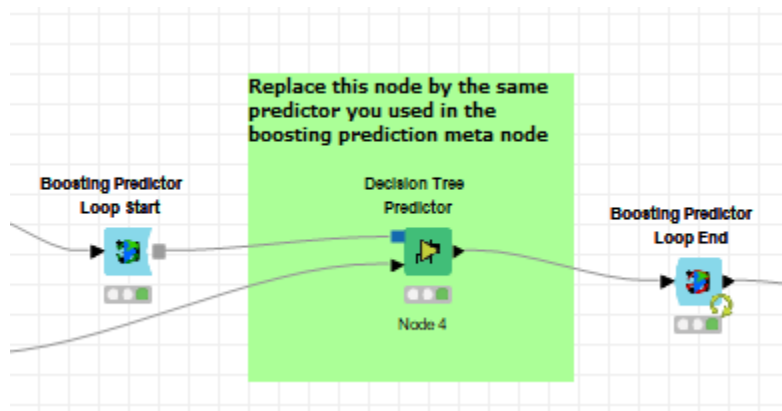 Replace this node by the same
predictor you used in the
boosting prediction meta node
Boosting Predictor
Loop Start
Decision Tree
Predictor
Node 4
Boosting Predictor
Loop End